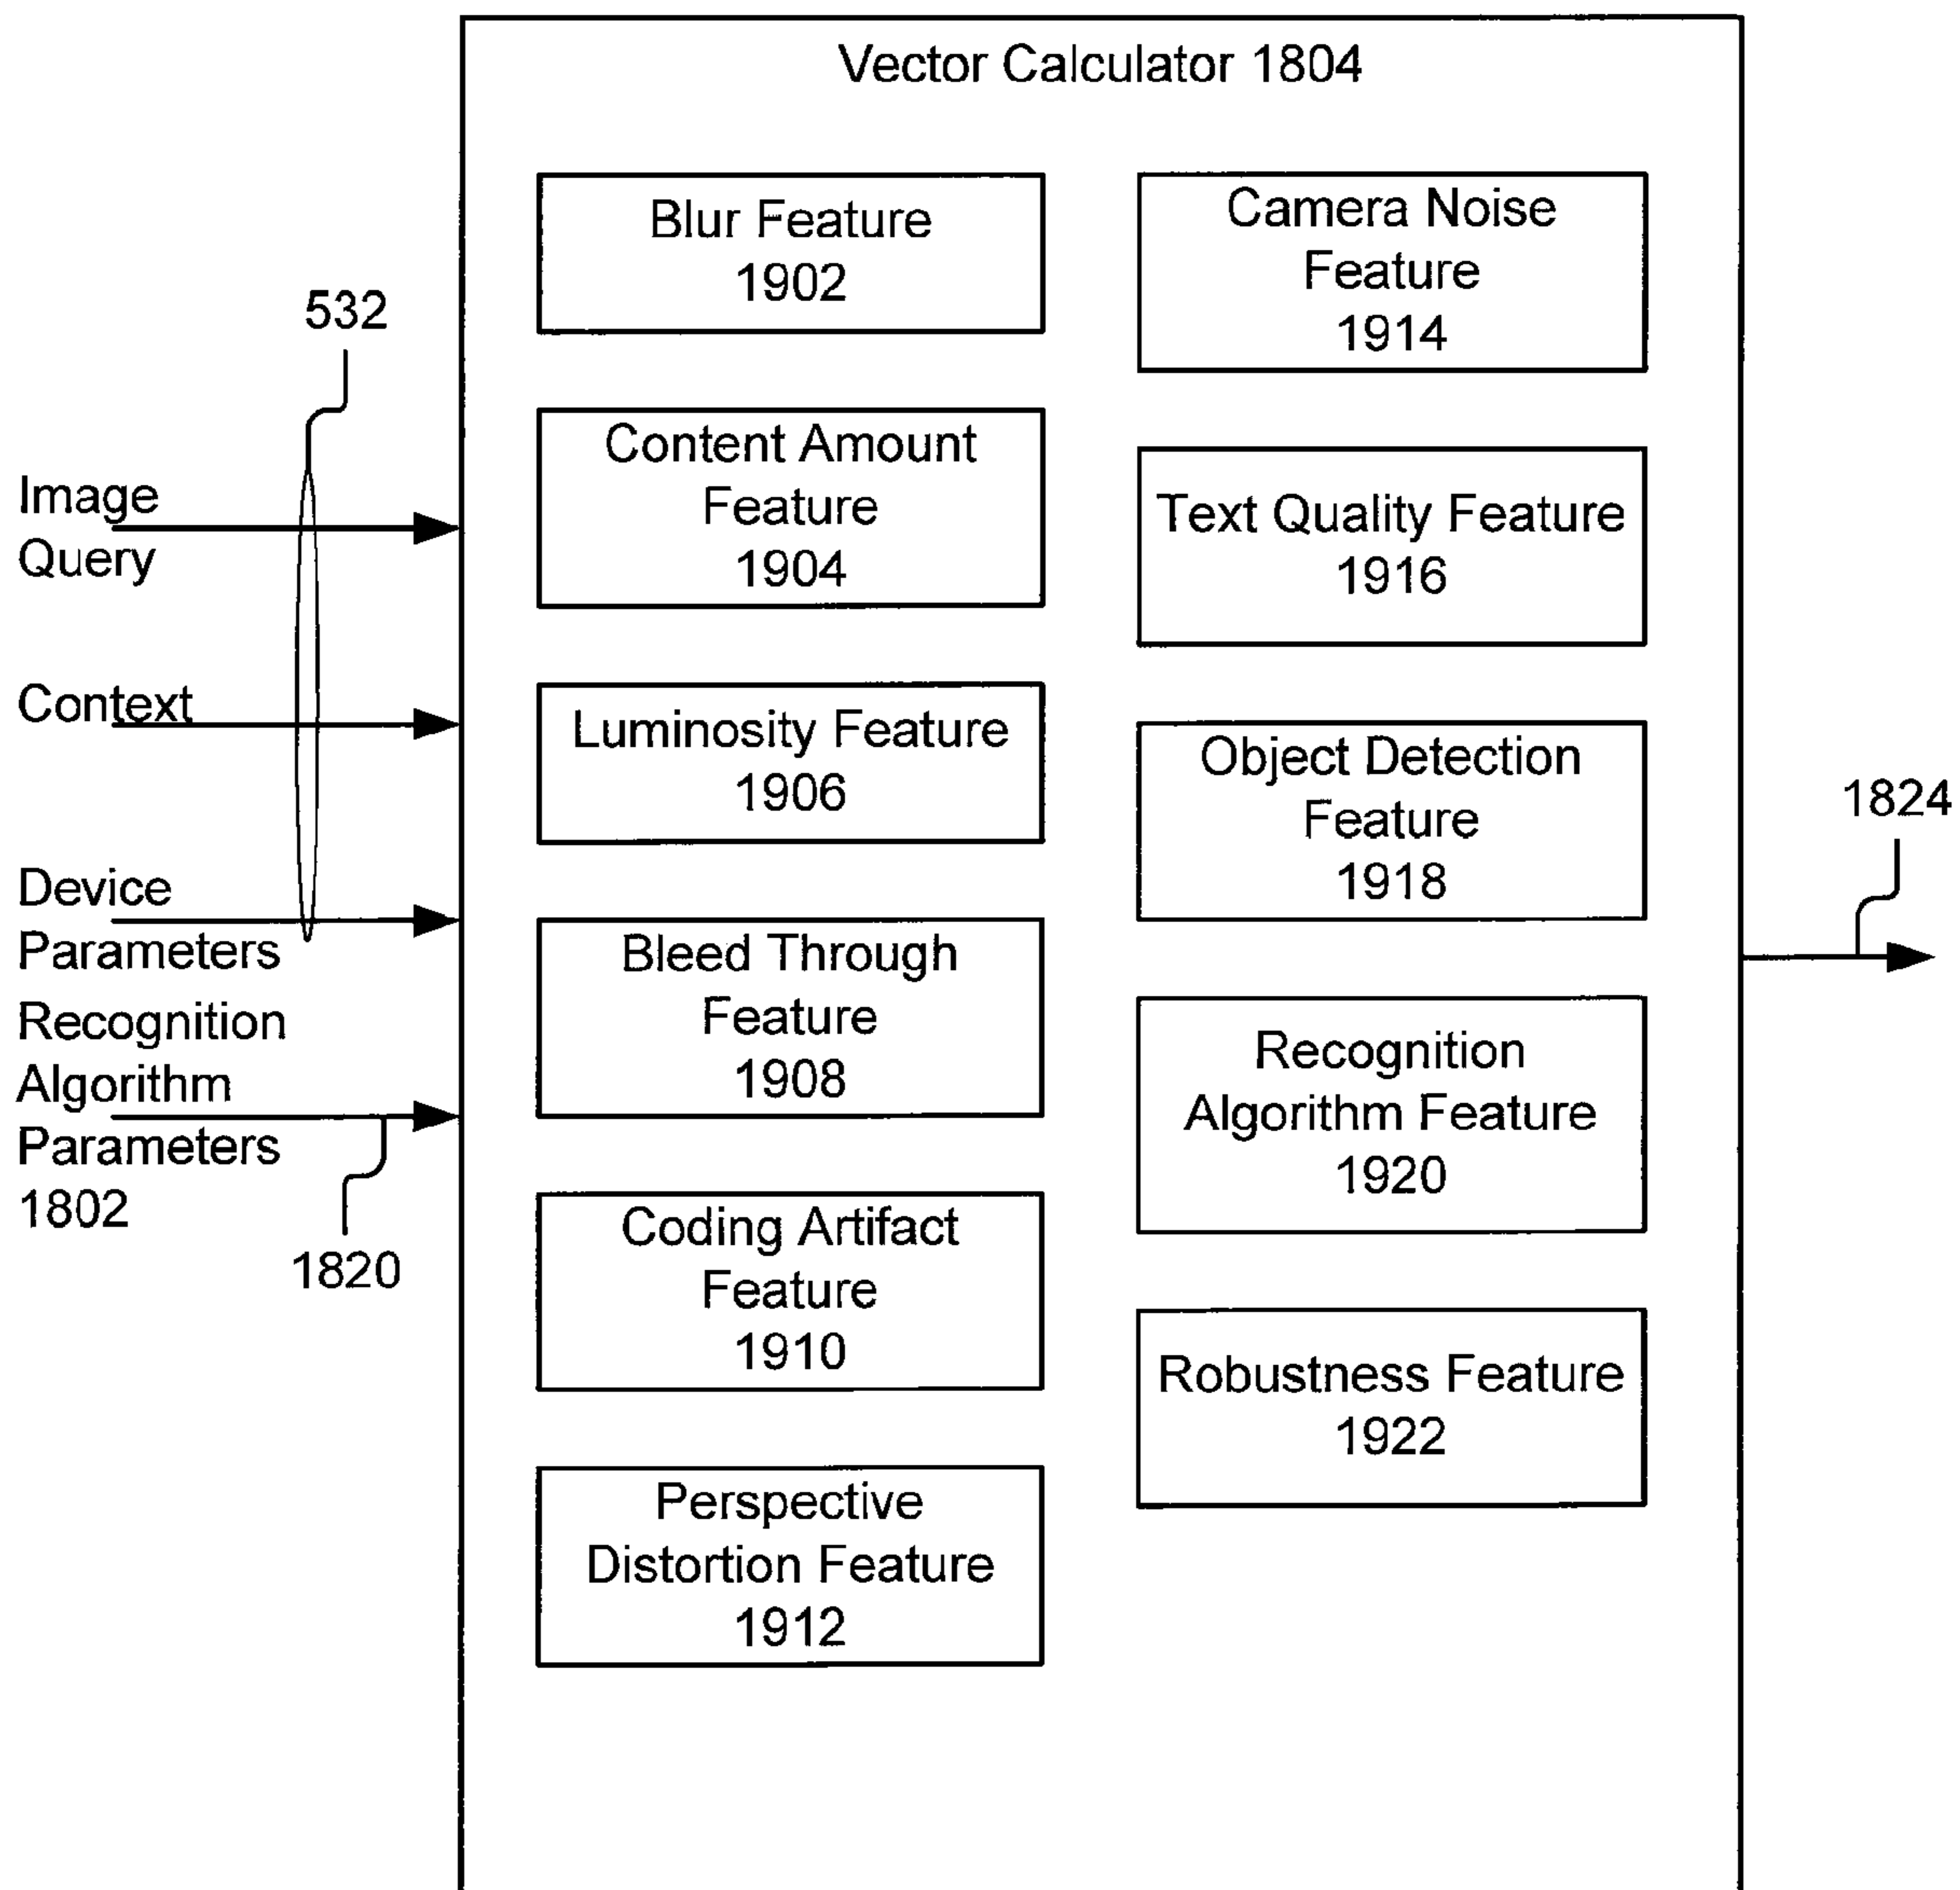 Vector Calculator 1804
532
Image
Query
Context
Device
Parameters
Recognition
Algorithm
Parameters
1802
1820
Blur Feature
1902
Content Amount
Feature
1904
Luminosity Feature
1906
Bleed Through
Feature
1908
Coding Artifact
Feature
1910
Perspective
Distortion Feature
1912
Camera Noise
Feature
1914
Text Quality Feature
1916
Object Detection
Feature
1918
Recognition
Algorithm Feature
1920
Robustness Feature
1922
1824